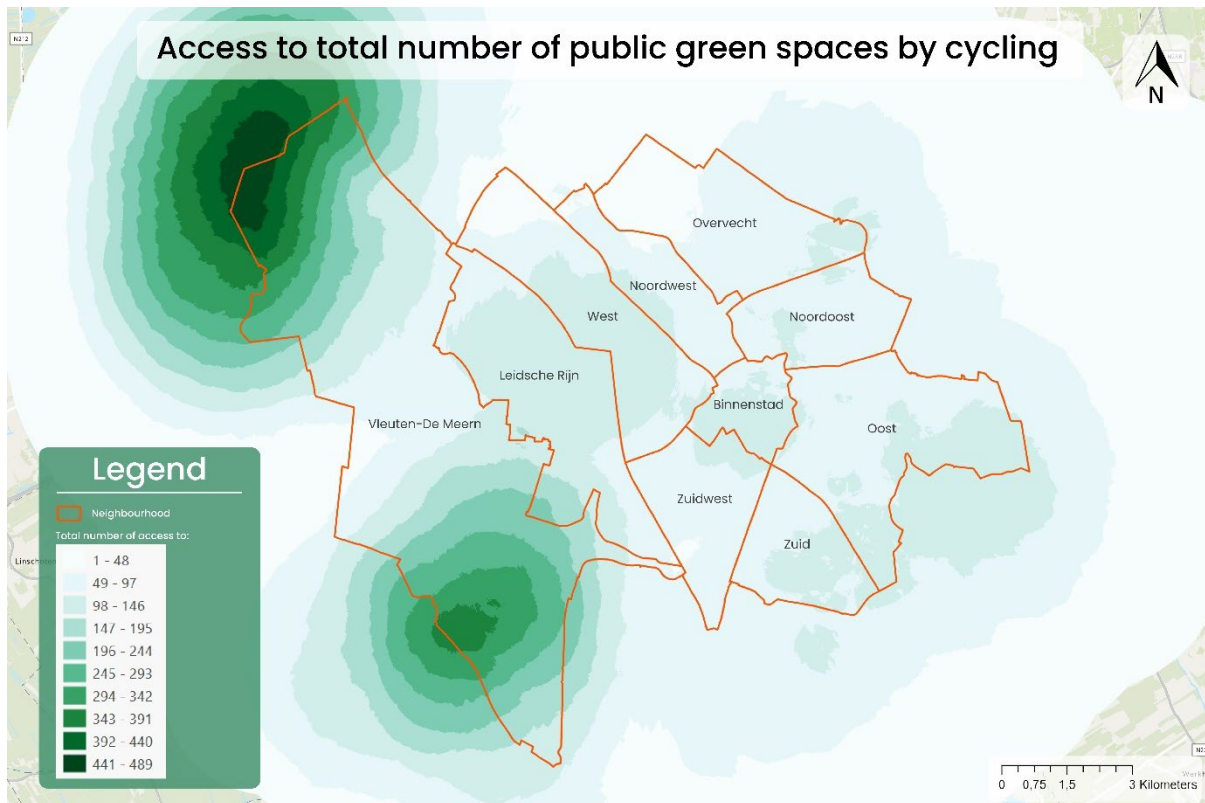 Access to total number of public green spaces by cycling
N212
N
Overvecht
Noordwest
West
Noordoost
Leidsche Rijn
Binnenstad
Vleuten-De Meern
Oost
Zuidwest
Zuid
Legend
Neighbourhood
Total number of access to:
1 - 48
49 - 97
98 - 146
147 - 195
196 - 244
245 - 293
294 - 342
343 - 391
392 - 440
441 - 489
0 0,75 1,5 3 Kilometers